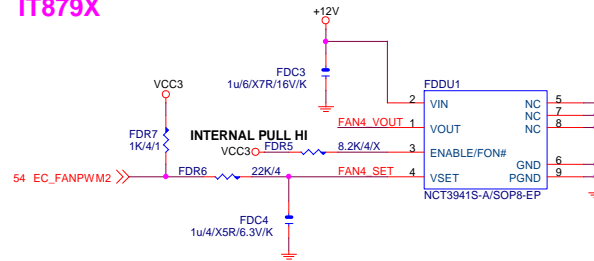 IT879X
+12V
FDC3
1u/6/X7R/16V/K
VCC3
FDDU1
2 VIN NC 5
NC 7
FAN4_VOUT 1 VOUT NC 8
FDR7
1K/4/1
INTERNAL PULL HI
VCC3 FDR5 8.2K/4/X 3 ENABLE/FON#
GND 6
54 EC_FANPWM2 FDR6 22K/4 FAN4_SET 4 VSET PGND 9
NCT3941S-A/SOP8-EP
FDC4
1u/4/X5R/6.3V/K